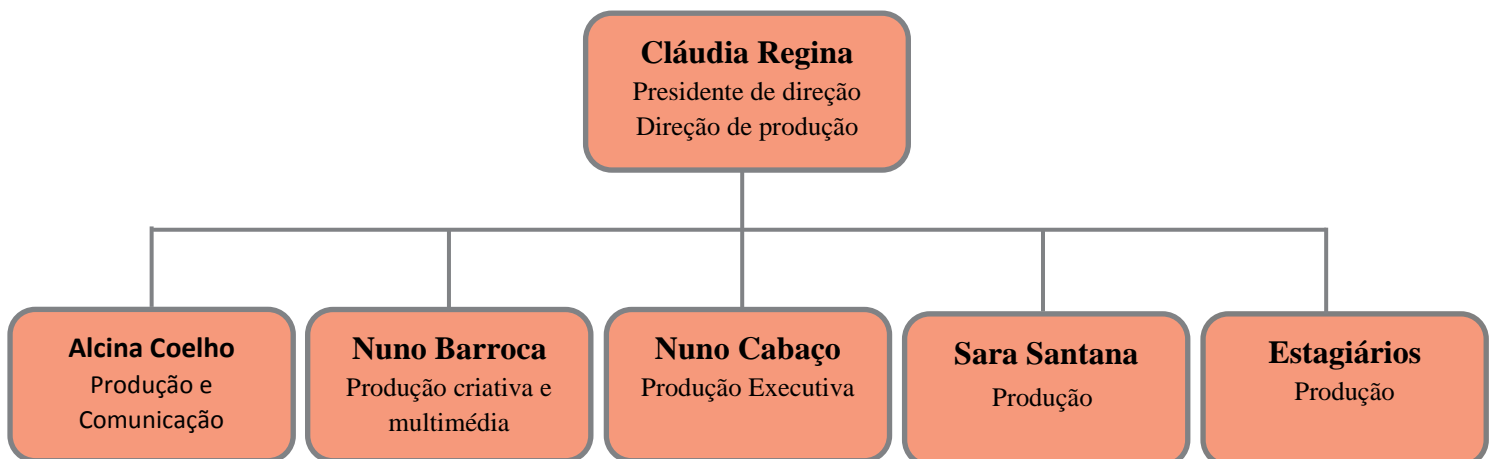 Cláudia Regina
Presidente de direção
Direção de produção
Alcina Coelho
Produção e
Comunicação
Nuno Barroca
Produção criativa e
multimédia
Nuno Cabaço
Produção Executiva
Sara Santana
Produção
Estagiários
Produção